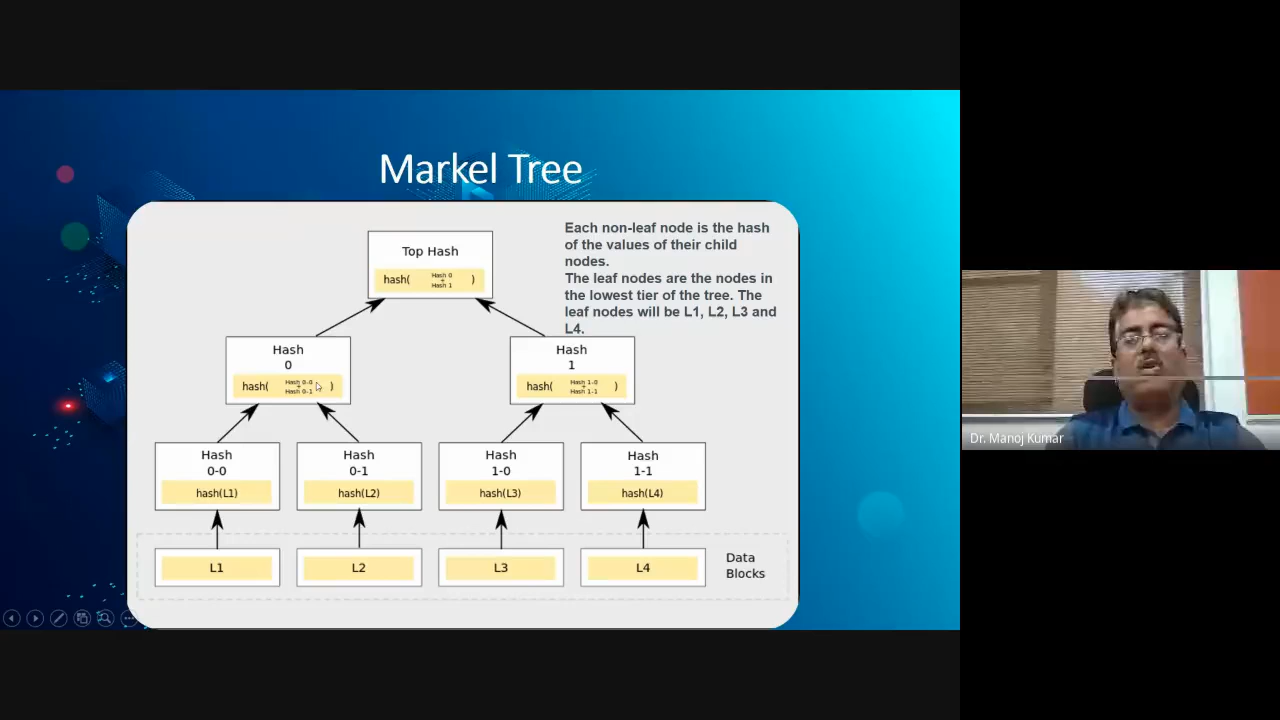 Markel Tree
Each non-leaf node is the hash
of the values of their child
nodes.
The leaf nodes are the nodes in
the lowest tier of the tree. The
leaf nodes will be L1, L2, L3 and
L4.
Top Hash
hash( Hash 0 + Hash 1 )
Hash
0
hash( Hash 0-0 + Hash 0-1 )
Hash
1
hash( Hash 1-0 + Hash 1-1 )
Hash
0-0
hash(L1)
Hash
0-1
hash(L2)
Hash
1-0
hash(L3)
Hash
1-1
hash(L4)
L1
L2
L3
L4
Data
Blocks
Dr. Manoj Kumar